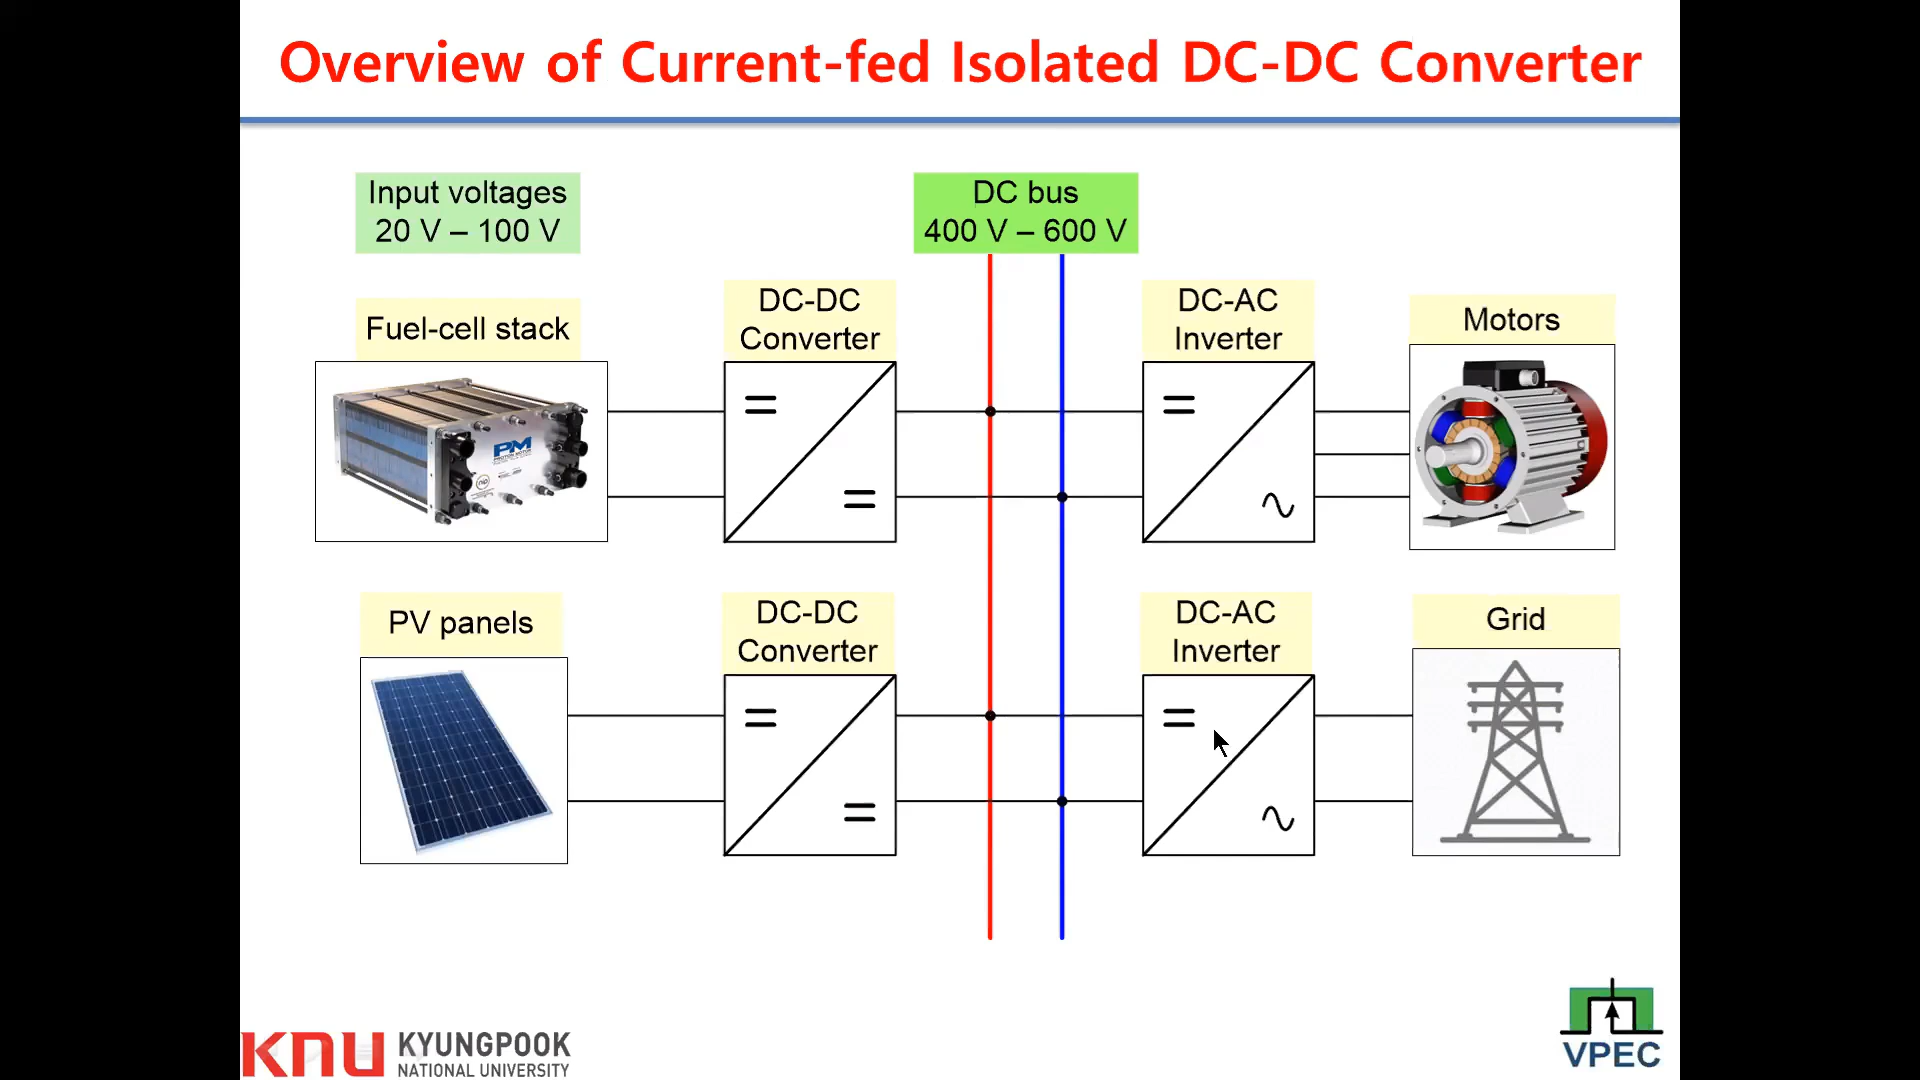 Overview of Current-fed Isolated DC-DC Converter
Input voltages
20 V – 100 V
DC bus
400 V – 600 V
Fuel-cell stack
DC-DC
Converter
DC-AC
Inverter
Motors
PM
PV panels
DC-DC
Converter
DC-AC
Inverter
Grid
KNU KYUNGPOOK
NATIONAL UNIVERSITY
VPEC